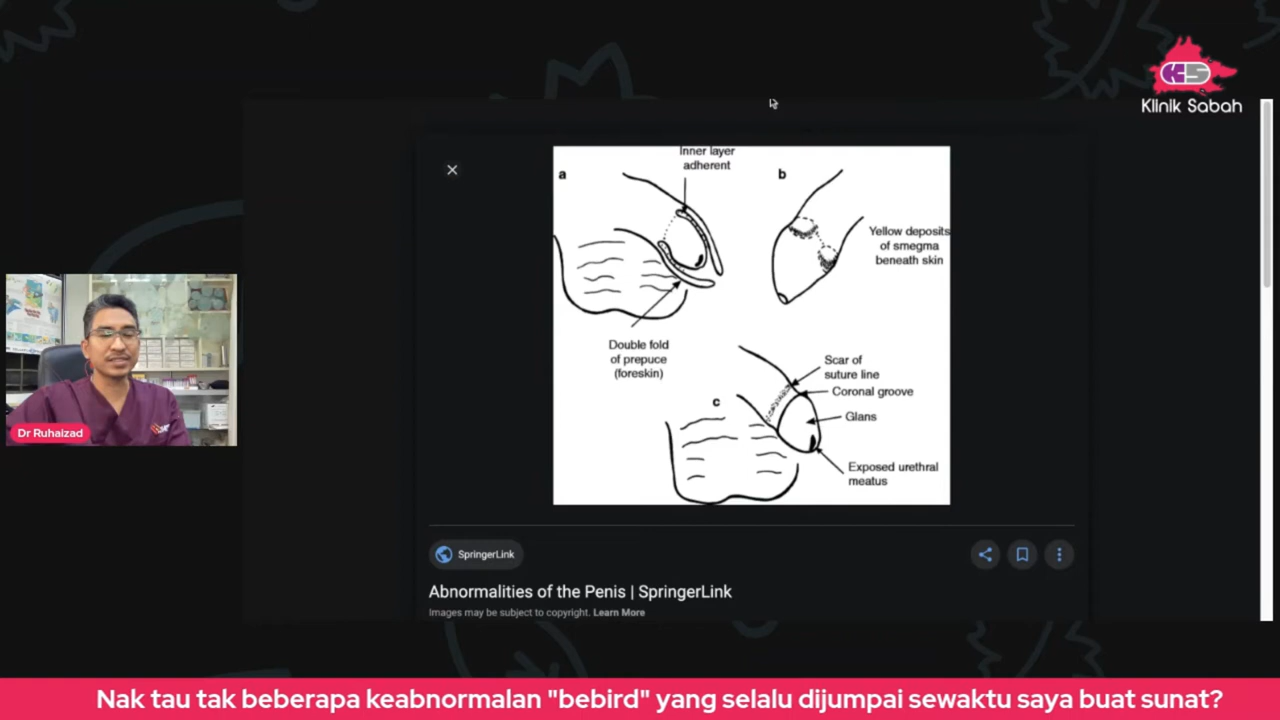 KS
Klinik Sabah
Inner layer
adherent
a
b
Yellow deposits
of smegma
beneath skin
Double fold
of prepuce
(foreskin)
Scar of
suture line
Coronal groove
c
Glans
Exposed urethral
meatus
Dr Ruhaizad
SpringerLink
Abnormalities of the Penis | SpringerLink
Images may be subject to copyright. Learn More
Nak tau tak beberapa keabnormalan "bebird" yang selalu dijumpai sewaktu saya buat sunat?